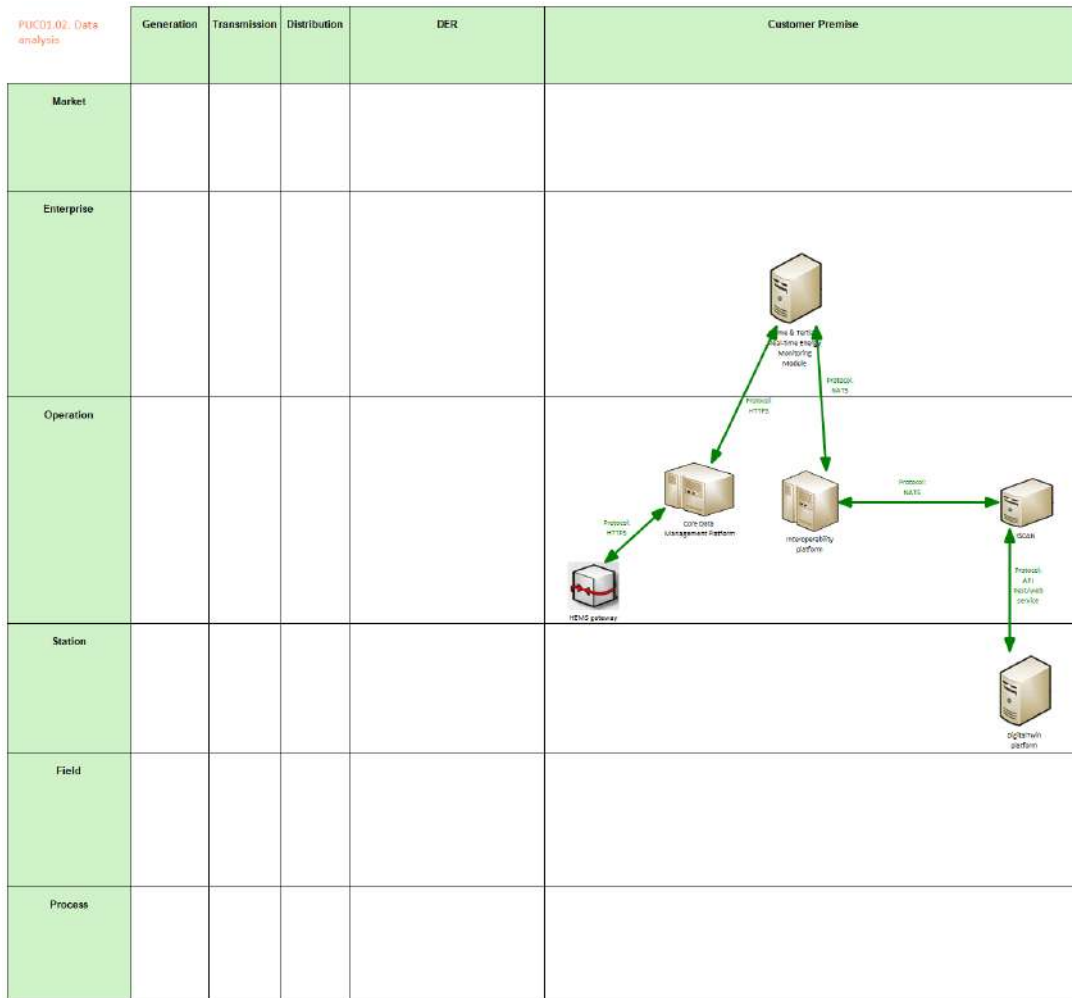 PUC01.02. Data
analysis
Generation
Transmission
Distribution
DER
Customer Premise
Market
Enterprise
& Tertiary
Real-time Energy
Monitoring
Module
Protocol:
NATS
Protocol:
HTTPS
Operation
Protocol:
NATS
Core Data
Management Platform
Interoperability
platform
Protocol:
HTTPS
HEMS gateway
Protocol:
API
Rest/web
service
Station
platform
Field
Process